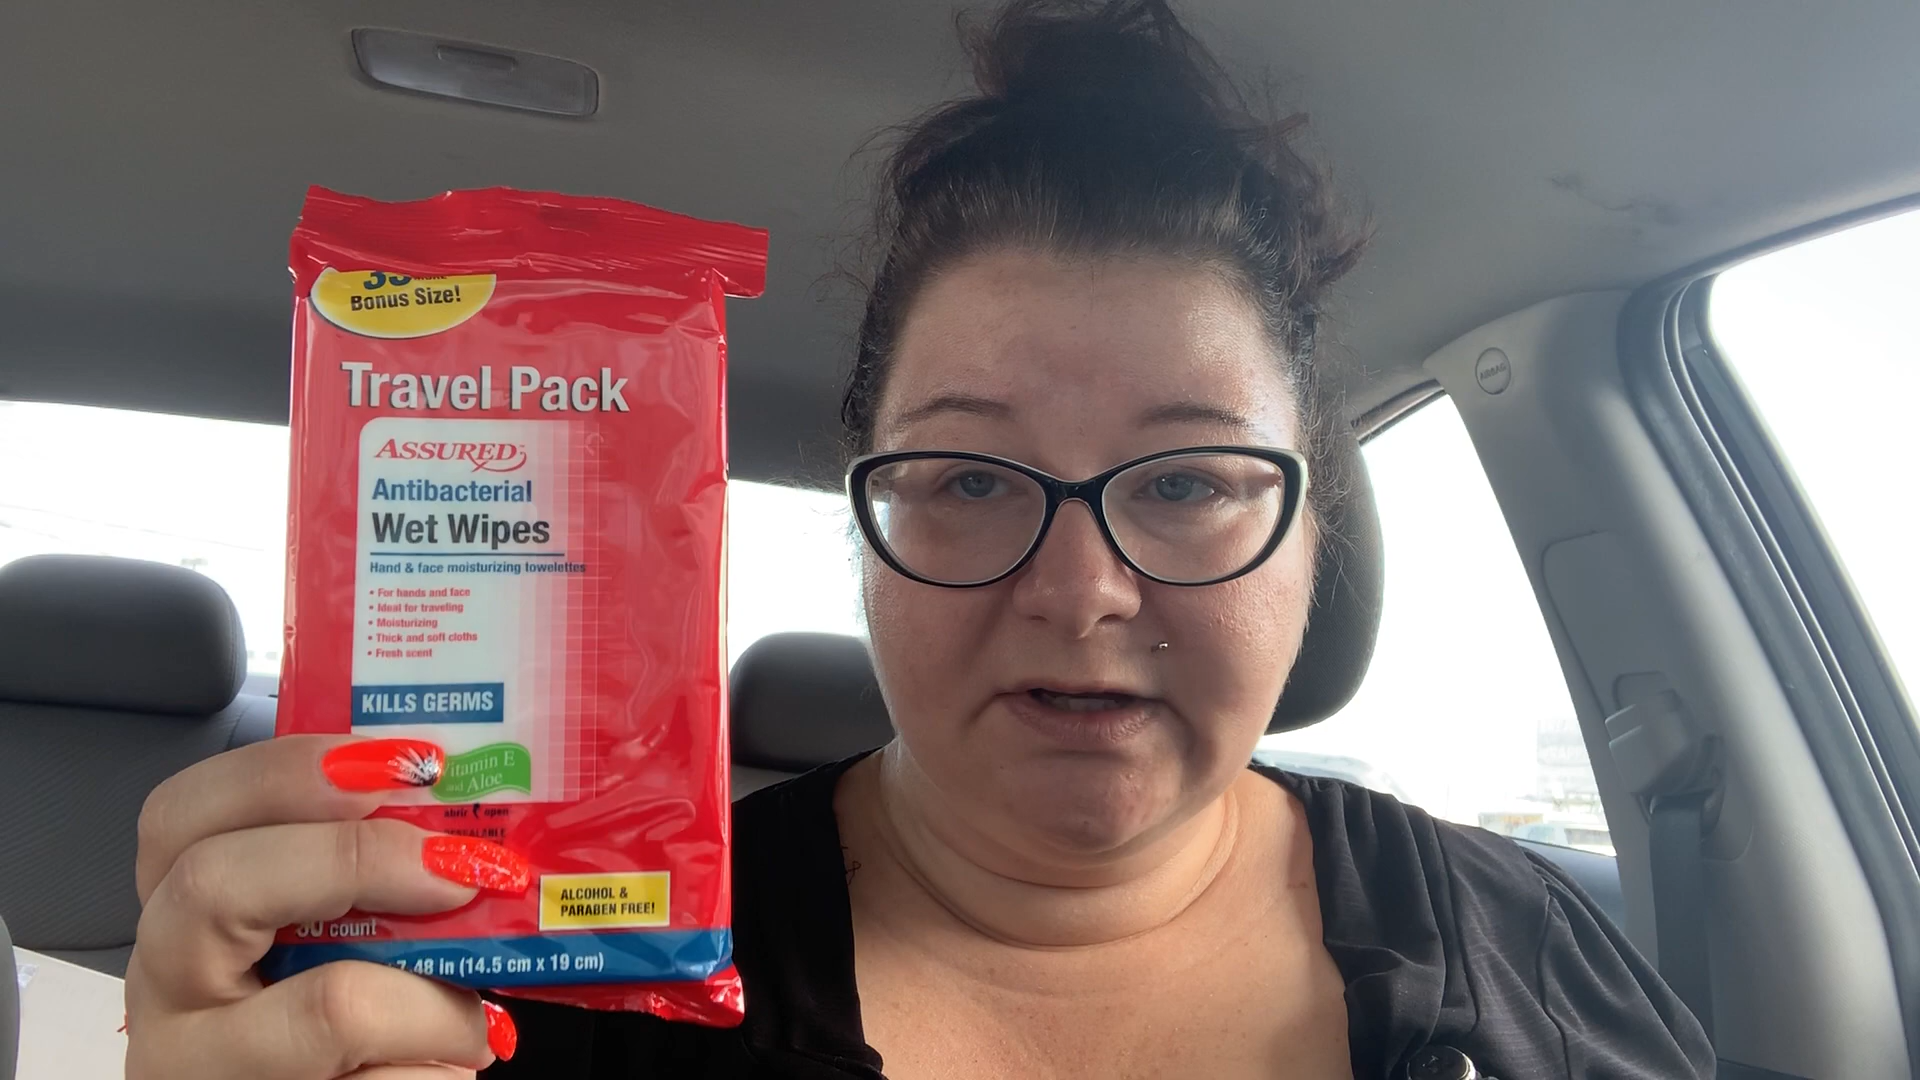 Bonus Size!
Travel Pack
ASSURED
Antibacterial
Wet Wipes
Hand & face moisturizing towelettes
• For hands and face
• Ideal for traveling
• Moisturizing
• Thick and soft cloths
• Fresh scent
KILLS GERMS
Vitamin E
and Aloe
abrir open
ALCOHOL &
PARABEN FREE!
count
7.48 in (14.5 cm x 19 cm)
AIRBAG